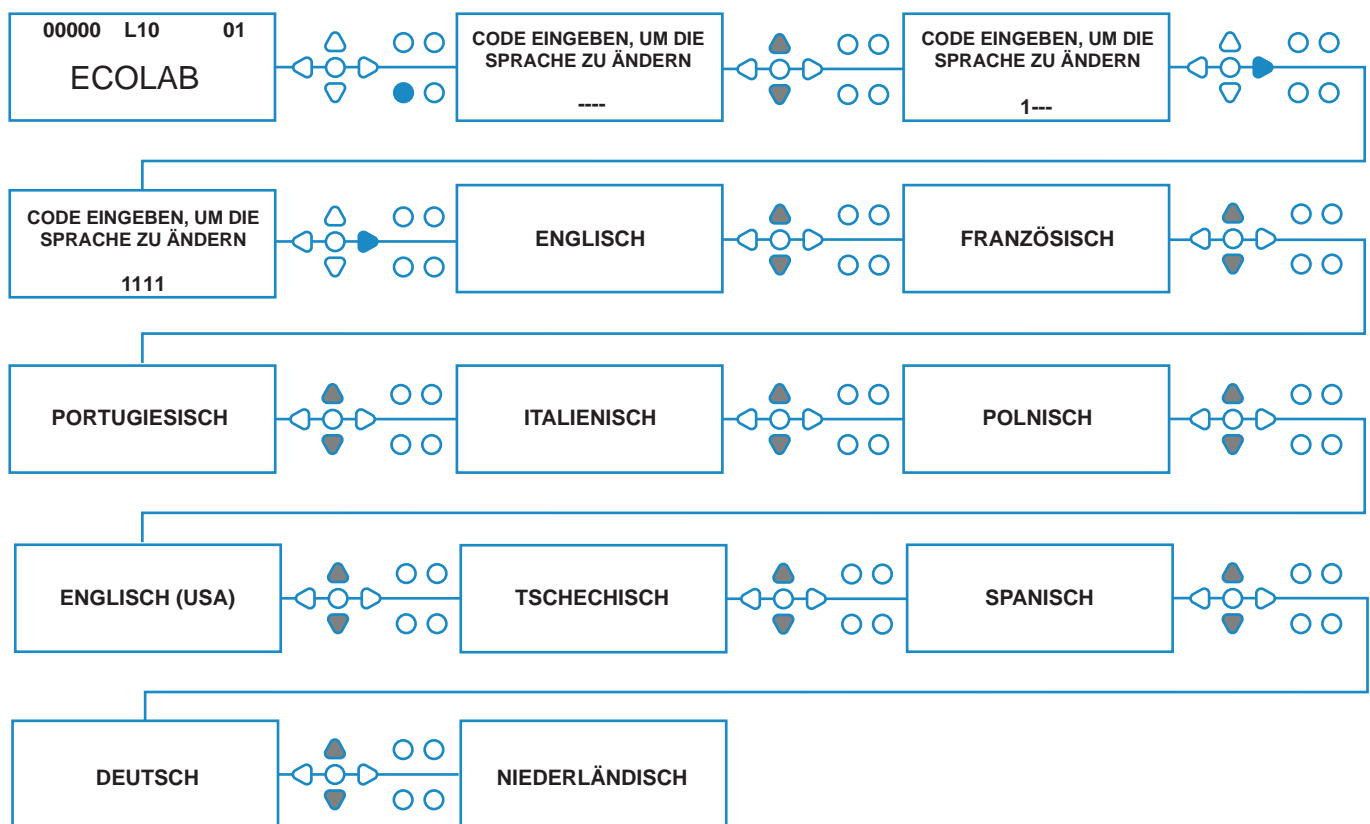 00000 L10 01
ECOLAB
CODE EINGEBEN, UM DIE
SPRACHE ZU ÄNDERN
----
CODE EINGEBEN, UM DIE
SPRACHE ZU ÄNDERN
1---
CODE EINGEBEN, UM DIE
SPRACHE ZU ÄNDERN
1111
ENGLISCH
FRANZÖSISCH
PORTUGIESISCH
ITALIENISCH
POLNISCH
ENGLISCH (USA)
TSCHECHISCH
SPANISCH
DEUTSCH
NIEDERLÄNDISCH